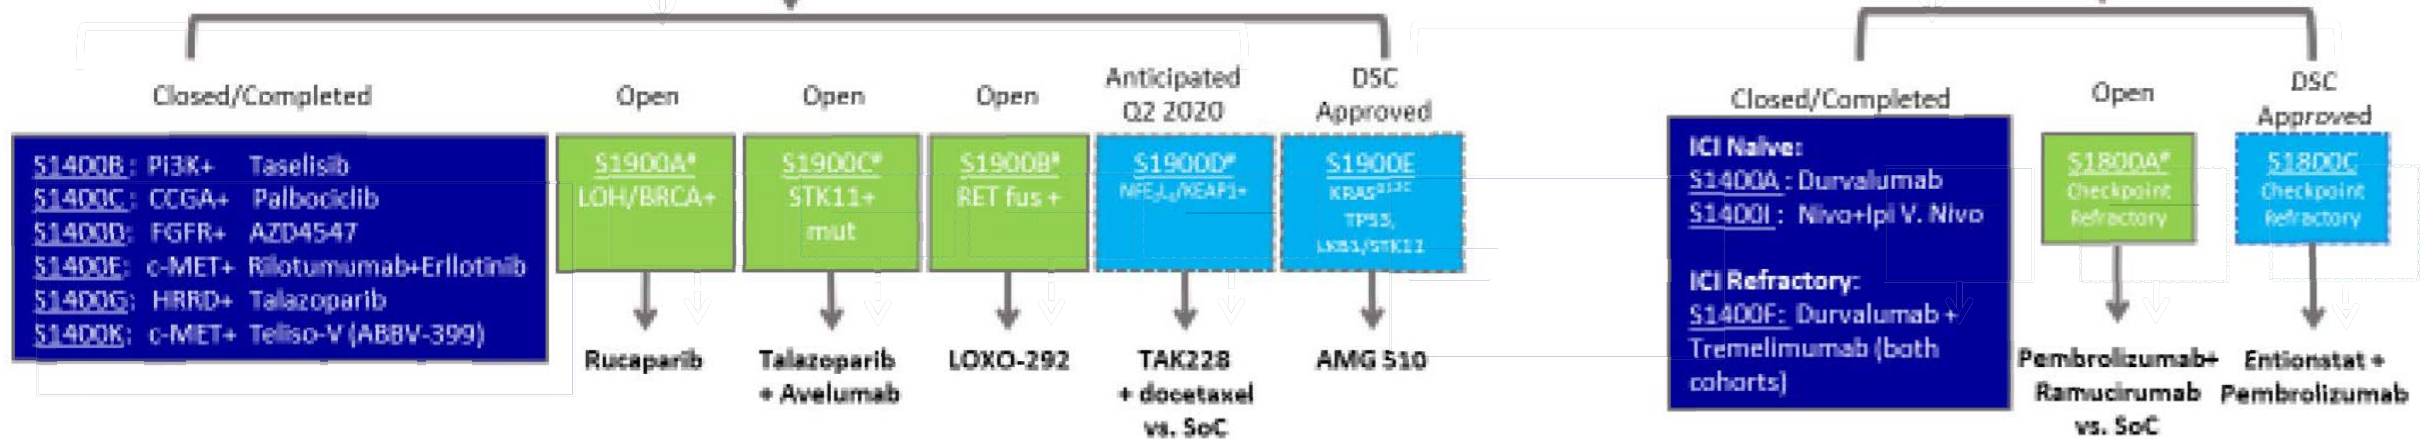 Closed/Completed
S1400B: Pi3K+ Taselisib
S1400C: CCGA+ Palbociclib
S1400D: FGFR+ AZD4547
S1400E: c-MET+ Rilotumumab+Erllotinib
S1400G: HRRD+ Talazoparib
S1400K: c-MET+ Teliso-V (ABBV-399)
Open
S1900A#
LOH/BRCA+
Rucaparib
Open
S1900C#
STK11+
mut
Talazoparib
+ Avelumab
Open
S1900B#
RET fus +
LOXO-292
Anticipated
Q2 2020
S1900D#
/KEAP1+
TAK228
+ docetaxel
vs. SoC
DSC
Approved
S1900E
KRASG12C
TP53,
LKB1/STK11
AMG 510
Closed/Completed
ICI Naïve:
S1400A : Durvalumab
S1400I : Nivo+Ipi V. Nivo
ICI Refractory:
S1400F: Durvalumab +
Tremelimumab (both
cohorts)
Open
S1800A#
Checkpoint
Refractory
Pembrolizumab+
Ramucirumab
vs. SoC
DSC
Approved
S1800C
Checkpoint
Refractory
Entionstat +
Pembrolizumab